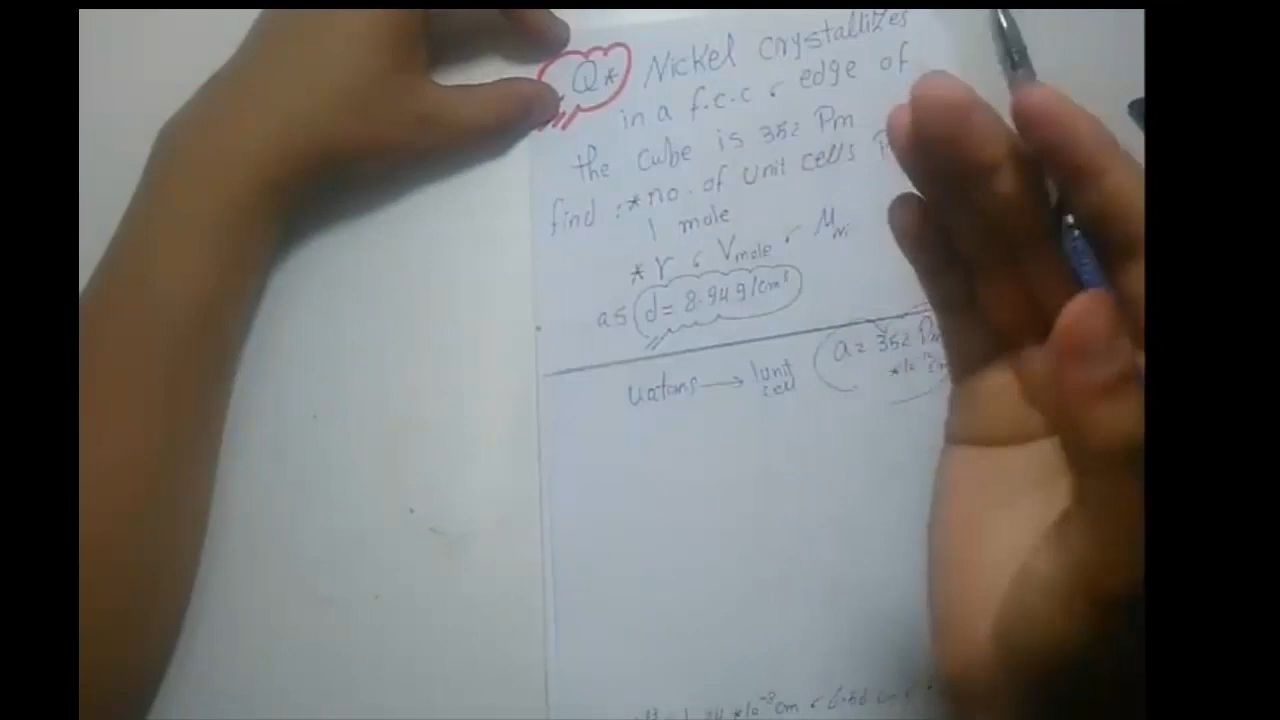 Q* Nickel crystallizes
in a f.c.c , edge of
the cube is 352 Pm
find : * no. of unit cells
1 mole
* r , Vmole , MNi
as d= 8.94 g/cm³
4atoms → 1unit cell
a= 352 Pm